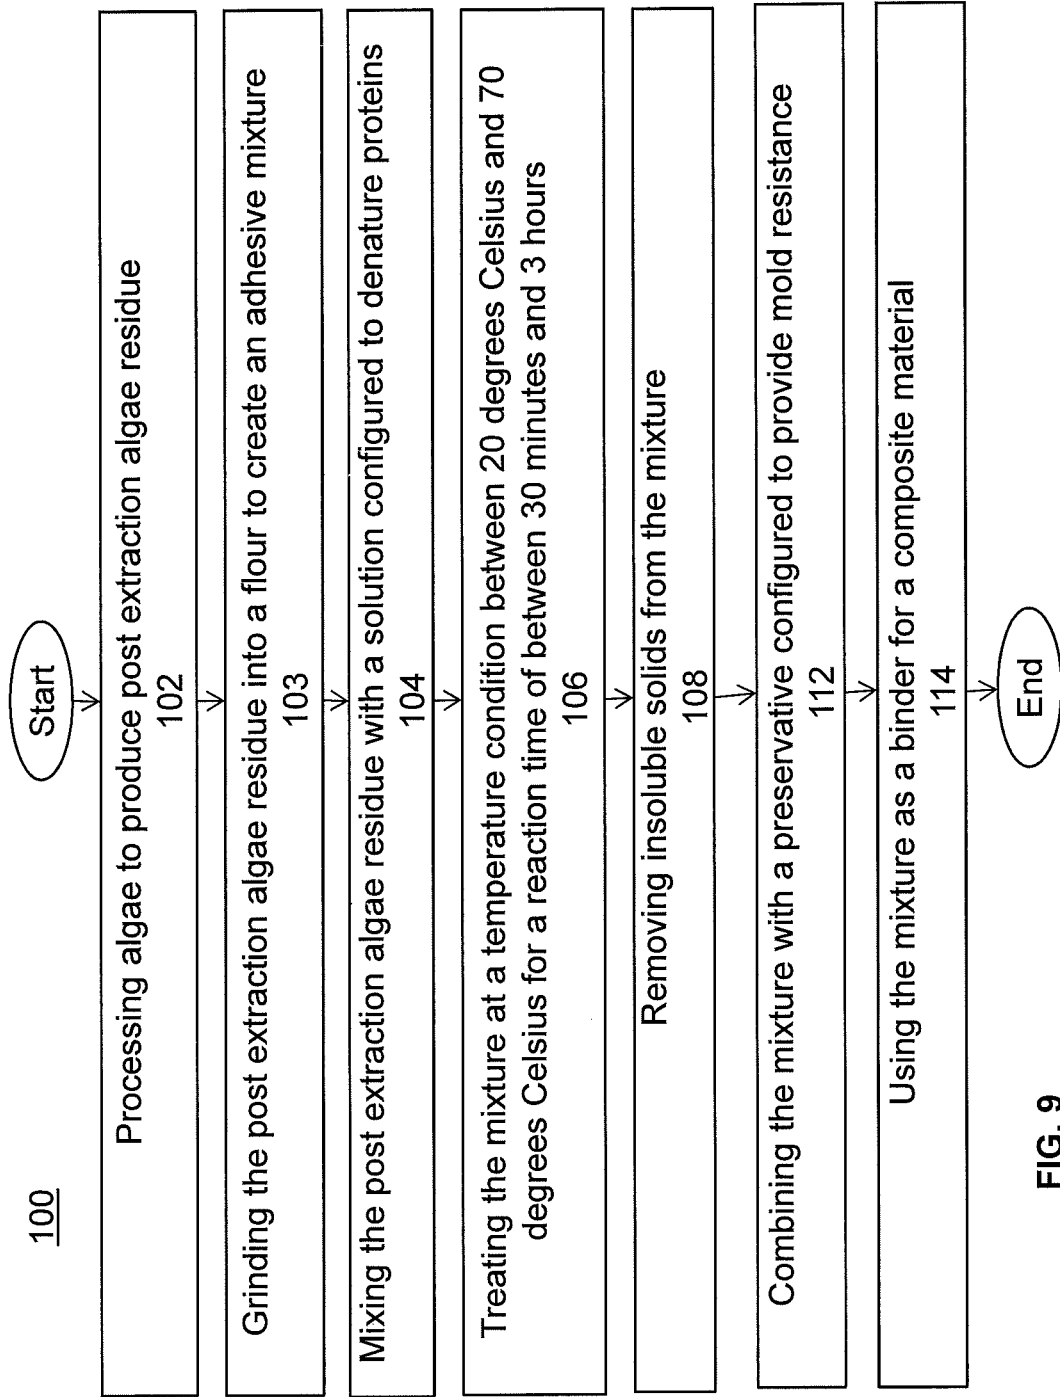 100
Start
Processing algae to produce post extraction algae residue
102
Grinding the post extraction algae residue into a flour to create an adhesive mixture
103
Mixing the post extraction algae residue with a solution configured to denature proteins
104
Treating the mixture at a temperature condition between 20 degrees Celsius and 70
degrees Celsius for a reaction time of between 30 minutes and 3 hours
106
Removing insoluble solids from the mixture
108
Combining the mixture with a preservative configured to provide mold resistance
112
Using the mixture as a binder for a composite material
114
End
FIG. 9